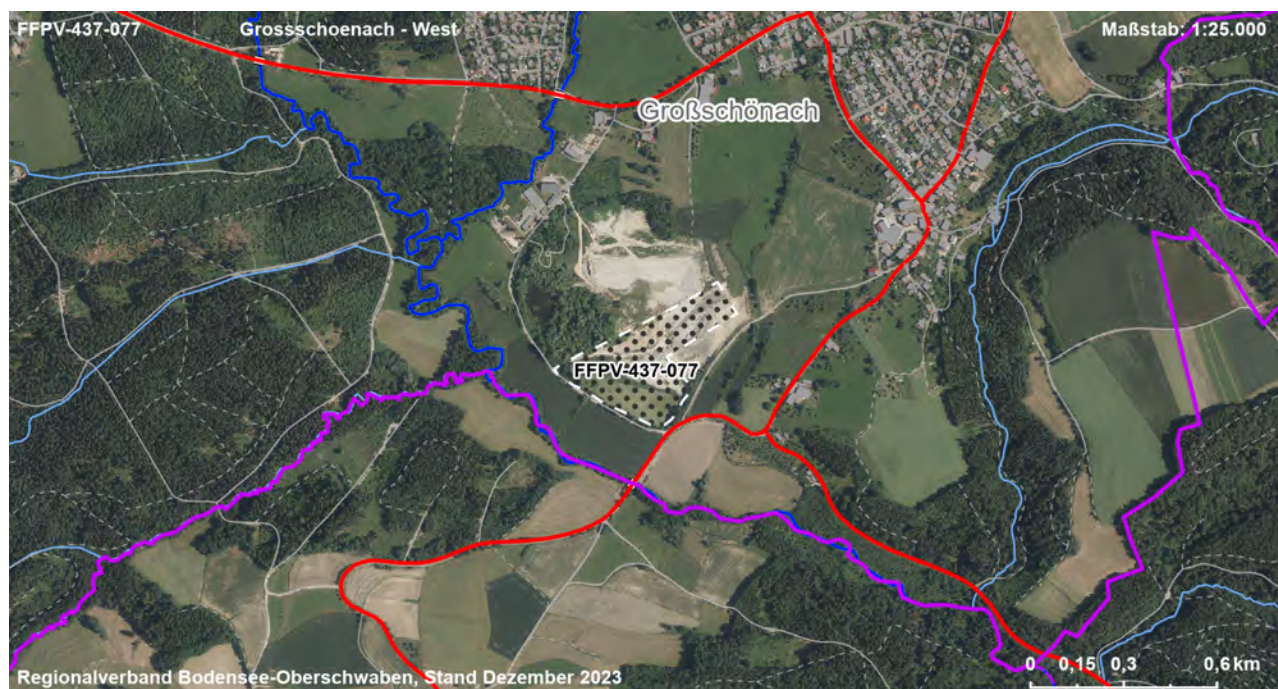 FFPV-437-077 Grossschoenach - West Maßstab: 1:25.000
Großschönach
FFPV-437-077
Regionalverband Bodensee-Oberschwaben, Stand Dezember 2023
0 0,15 0,3 0,6 km